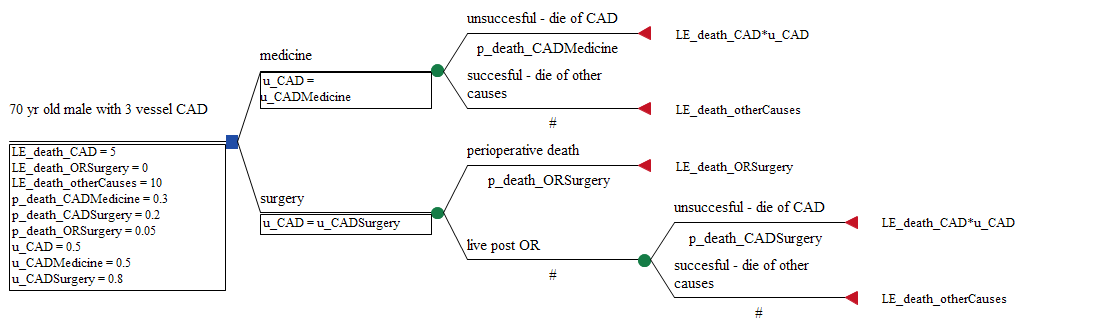 unsuccesful - die of CAD
LE_death_CAD*u_CAD
p_death_CADMedicine
medicine
succesful - die of other
causes
u_CAD =
u_CADMedicine
LE_death_otherCauses
#
70 yr old male with 3 vessel CAD
LE_death_CAD = 5
LE_death_ORSurgery = 0
LE_death_otherCauses = 10
p_death_CADMedicine = 0.3
p_death_CADSurgery = 0.2
p_death_ORSurgery = 0.05
u_CAD = 0.5
u_CADMedicine = 0.5
u_CADSurgery = 0.8
perioperative death
LE_death_ORSurgery
p_death_ORSurgery
surgery
u_CAD = u_CADSurgery
unsuccesful - die of CAD
LE_death_CAD*u_CAD
p_death_CADSurgery
live post OR
#
succesful - die of other
causes
LE_death_otherCauses
#